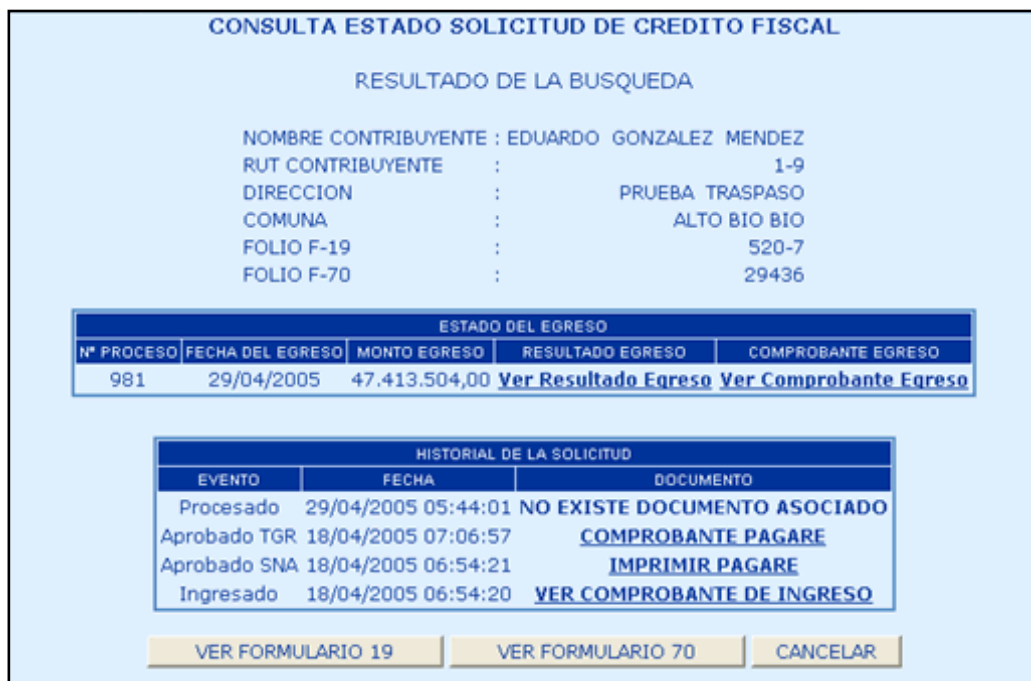 CONSULTA ESTADO SOLICITUD DE CREDITO FISCAL
RESULTADO DE LA BUSQUEDA
NOMBRE CONTRIBUYENTE : EDUARDO GONZALEZ MENDEZ
RUT CONTRIBUYENTE : 1-9
DIRECCION : PRUEBA TRASPASO
COMUNA : ALTO BIO BIO
FOLIO F-19 : 520-7
FOLIO F-70 : 29436
ESTADO DEL EGRESO
N° PROCESO FECHA DEL EGRESO MONTO EGRESO RESULTADO EGRESO COMPROBANTE EGRESO
981 29/04/2005 47.413.504,00 Ver Resultado Egreso Ver Comprobante Egreso
HISTORIAL DE LA SOLICITUD
EVENTO FECHA DOCUMENTO
Procesado 29/04/2005 05:44:01 NO EXISTE DOCUMENTO ASOCIADO
Aprobado TGR 18/04/2005 07:06:57 COMPROBANTE PAGARE
Aprobado SNA 18/04/2005 06:54:21 IMPRIMIR PAGARE
Ingresado 18/04/2005 06:54:20 VER COMPROBANTE DE INGRESO
VER FORMULARIO 19 VER FORMULARIO 70 CANCELAR